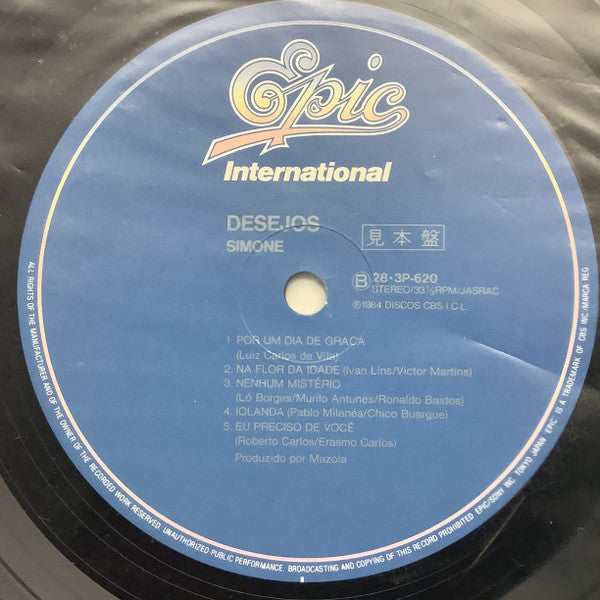 Epic
International
DESEJOS
SIMONE
見本盤
B 28・3P-620
STEREO/33⅓RPM/JASRAC
℗1984 DISCOS CBS I.C.L.
1 POR UM DIA DE GRAÇA
(Luiz Carlos da Vila)
2. NA FLOR DA IDADE (Ivan Lins/Victor Martins)
3. NENHUM MISTÉRIO
(Ló Borges/Murilo Antunes/Ronaldo Bastos)
4. IOLANDA (Pablo Milanés/Chico Buargue)
5. EU PRECISO DE VOCÊ
(Roberto Carlos/Erasmo Carlos)
Produzido por Mazola
ALL RIGHTS OF THE MANUFACTURER AND OF THE OWNER OF THE RECORDED WORK RESERVED. UNAUTHORIZED PUBLIC PERFORMANCE, BROADCASTING AND COPYING OF THIS RECORD PROHIBITED. EPIC/SONY INC. TOKYO JAPAN "EPIC" IS A TRADEMARK OF CBS INC./MARCA REG